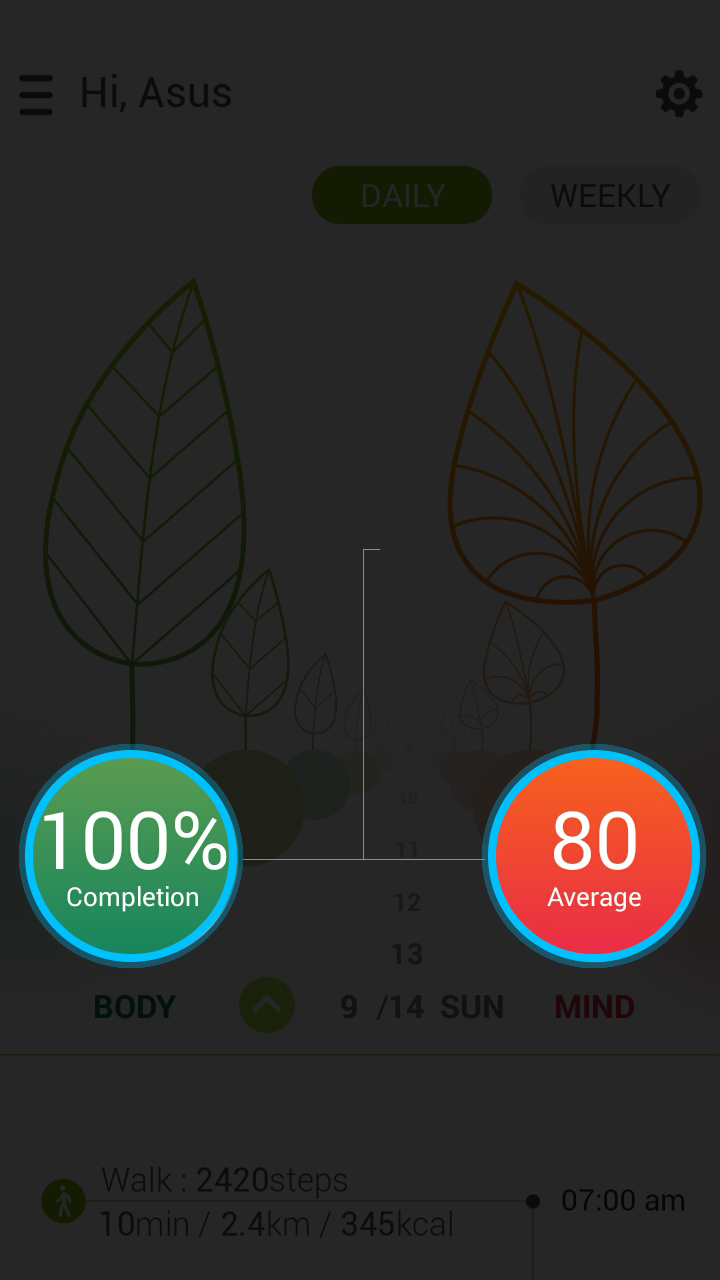 Hi, Asus
DAILY WEEKLY
10
11
100% 80
Completion Average
12
13
BODY 9 /14 SUN MIND
Walk : 2420steps
07:00 am
10min / 2.4km / 345kcal